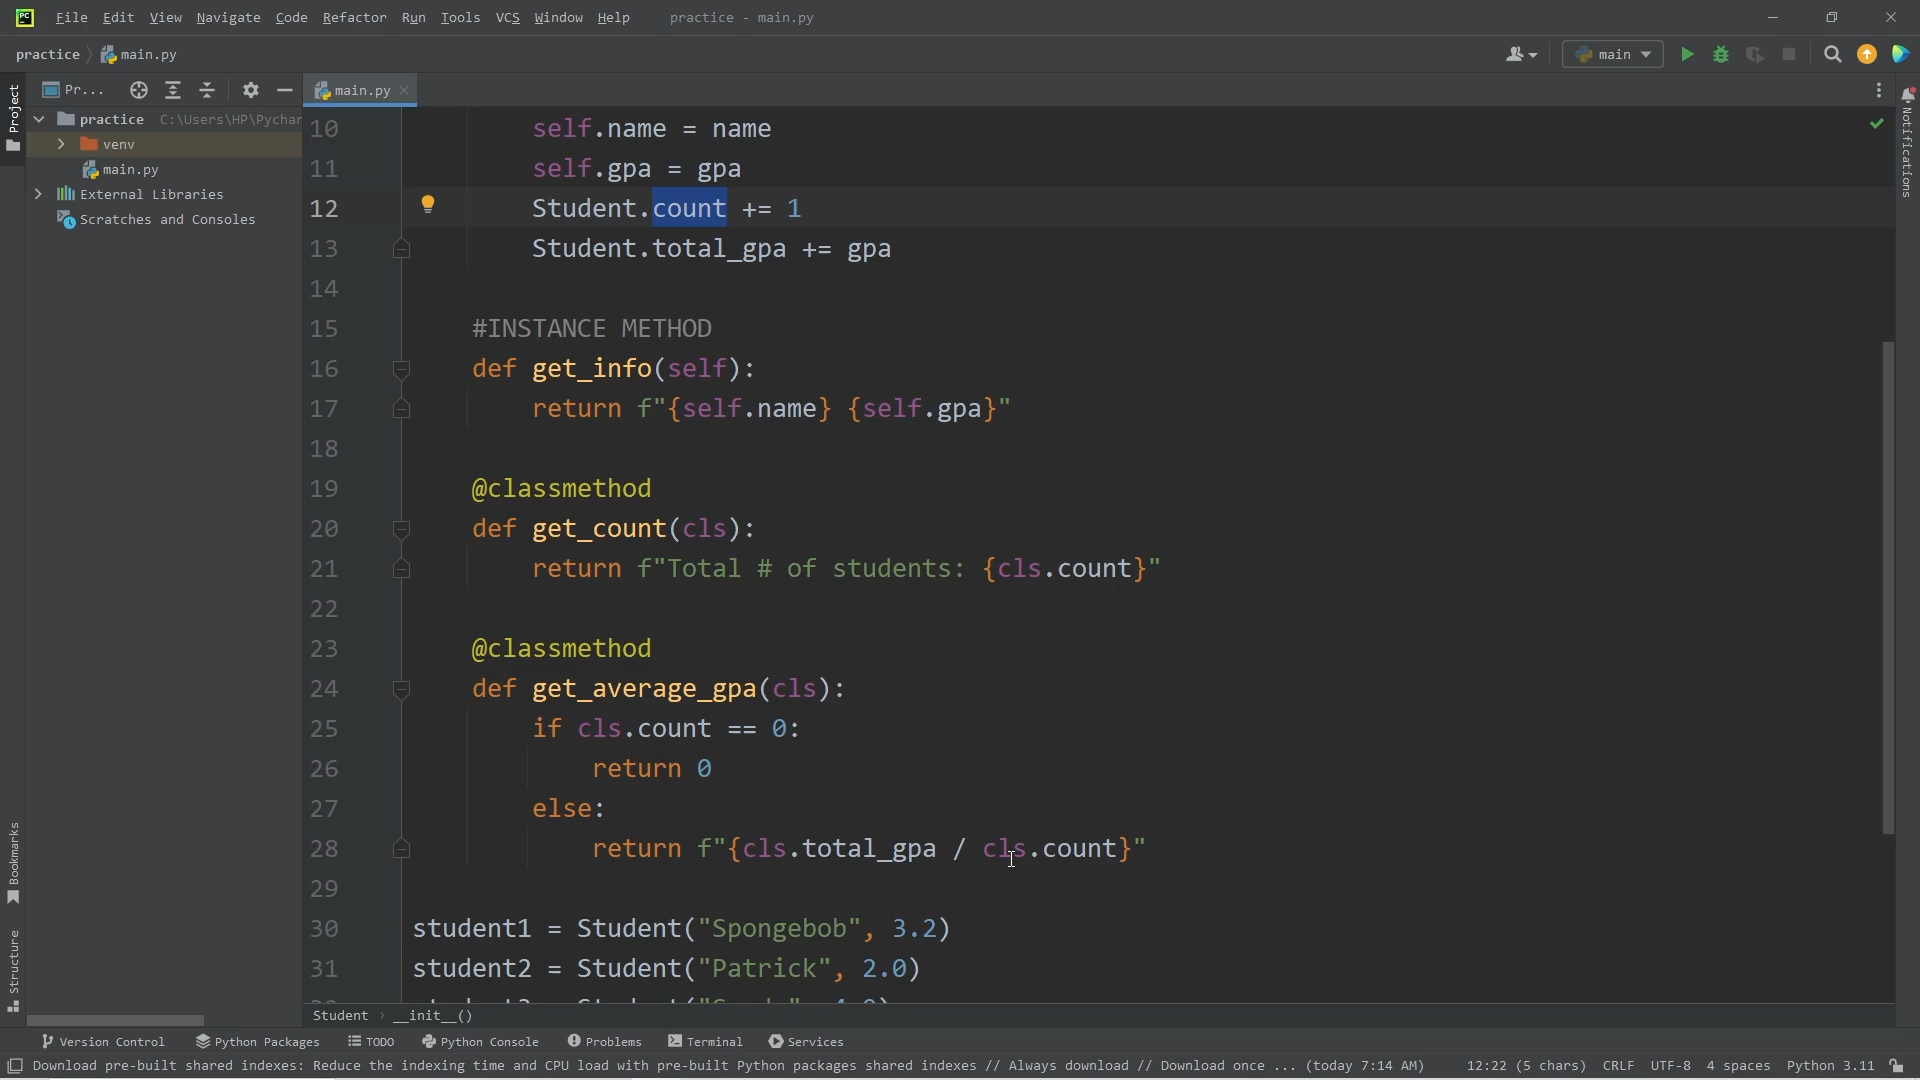 PC File Edit View Navigate Code Refactor Run Tools VCS Window Help practice - main.py
practice main.py main
Project Pr... main.py
practice C:\Users\HP\Pychar
venv
main.py
External Libraries
Scratches and Consoles
Notifications
Bookmarks
Structure
10 self.name = name
11 self.gpa = gpa
12 Student.count += 1
13 Student.total_gpa += gpa
14
15 #INSTANCE METHOD
16 def get_info(self):
17 return f"{self.name} {self.gpa}"
18
19 @classmethod
20 def get_count(cls):
21 return f"Total # of students: {cls.count}"
22
23 @classmethod
24 def get_average_gpa(cls):
25 if cls.count == 0:
26 return 0
27 else:
28 return f"{cls.total_gpa / cls.count}"
29
30 student1 = Student("Spongebob", 3.2)
31 student2 = Student("Patrick", 2.0)
Student __init__()
Version Control Python Packages TODO Python Console Problems Terminal Services
Download pre-built shared indexes: Reduce the indexing time and CPU load with pre-built Python packages shared indexes // Always download // Download once ... (today 7:14 AM) 12:22 (5 chars) CRLF UTF-8 4 spaces Python 3.11